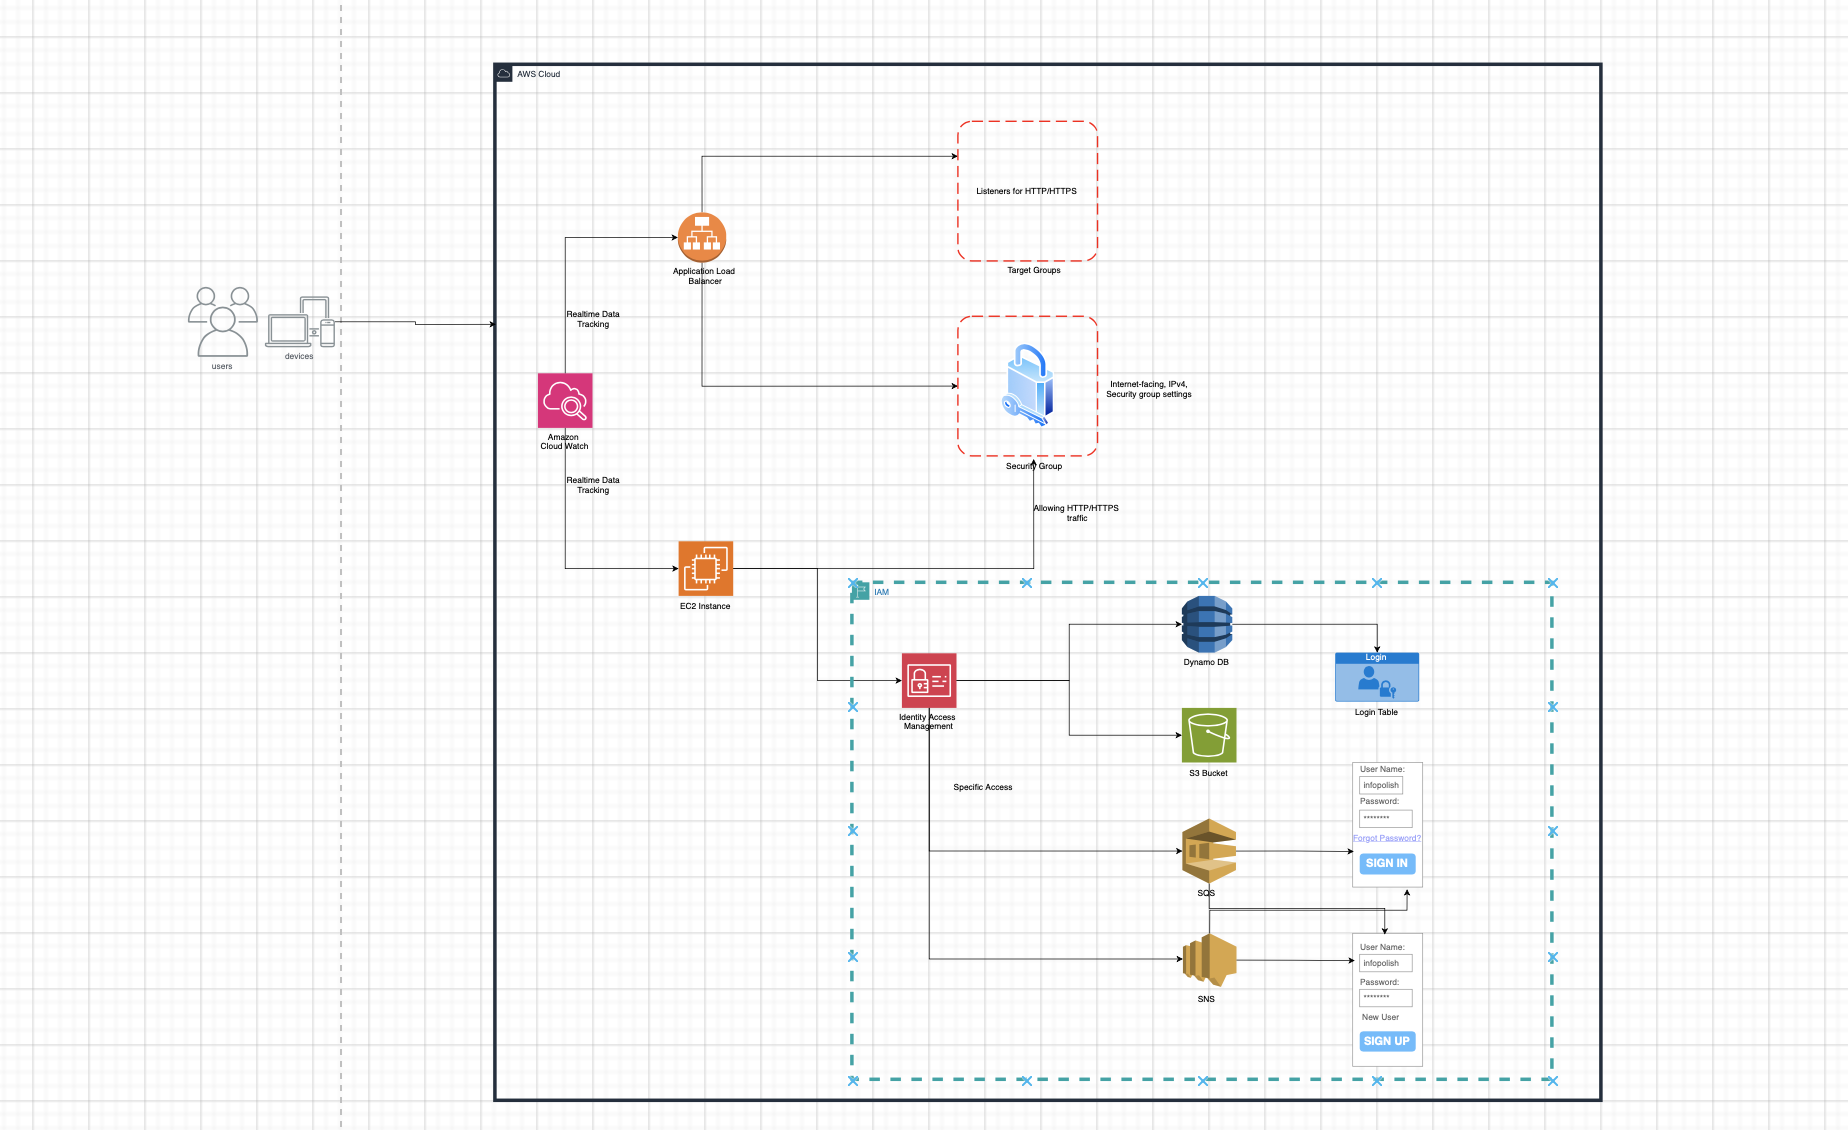 AWS Cloud
Listeners for HTTP/HTTPS
Target Groups
Application Load
Balancer
users
devices
Realtime Data
Tracking
Internet-facing, IPv4,
Security group settings
Amazon
Cloud Watch
Security Group
Realtime Data
Tracking
Allowing HTTP/HTTPS
traffic
EC2 Instance
IAM
Dynamo DB
Login
Login Table
Identity Access
Management
S3 Bucket
Specific Access
User Name:
infopolish
Password:
********
Forgot Password?
SIGN IN
SQS
SNS
User Name:
infopolish
Password:
********
New User
SIGN UP